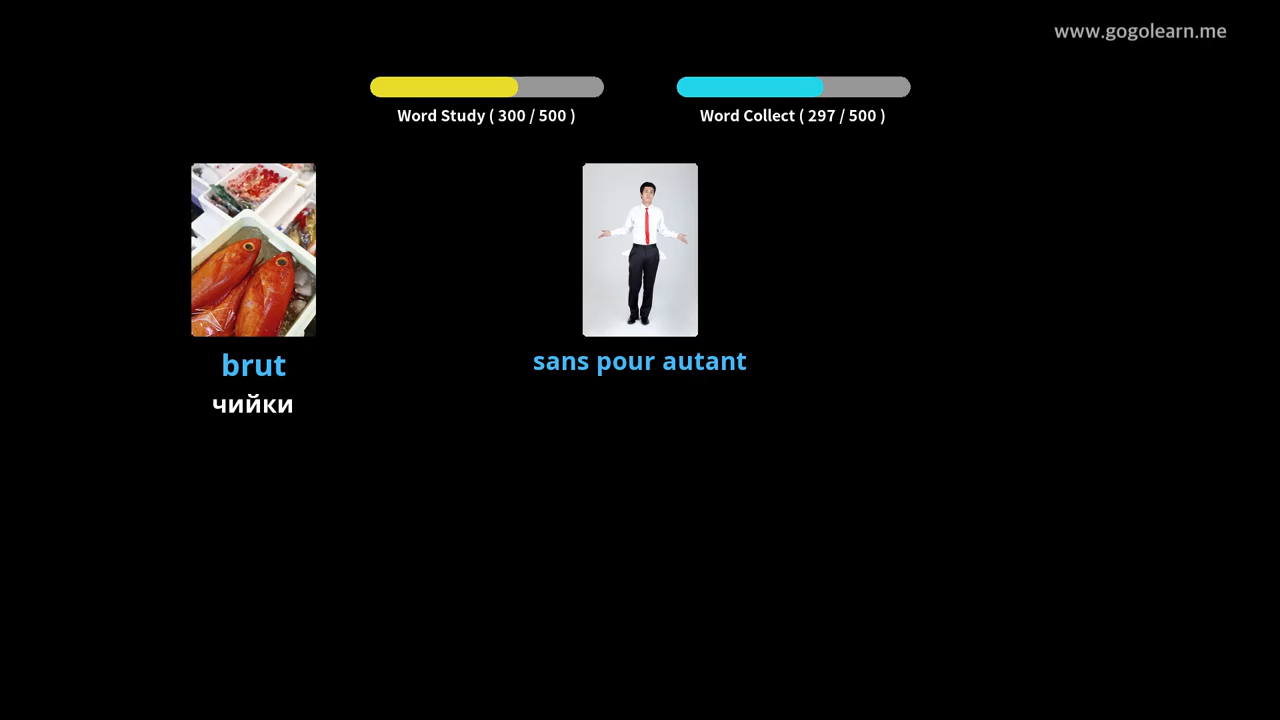 www.gogolearn.me
Word Study ( 300 / 500 )
Word Collect ( 297 / 500 )
brut
чийки
sans pour autant